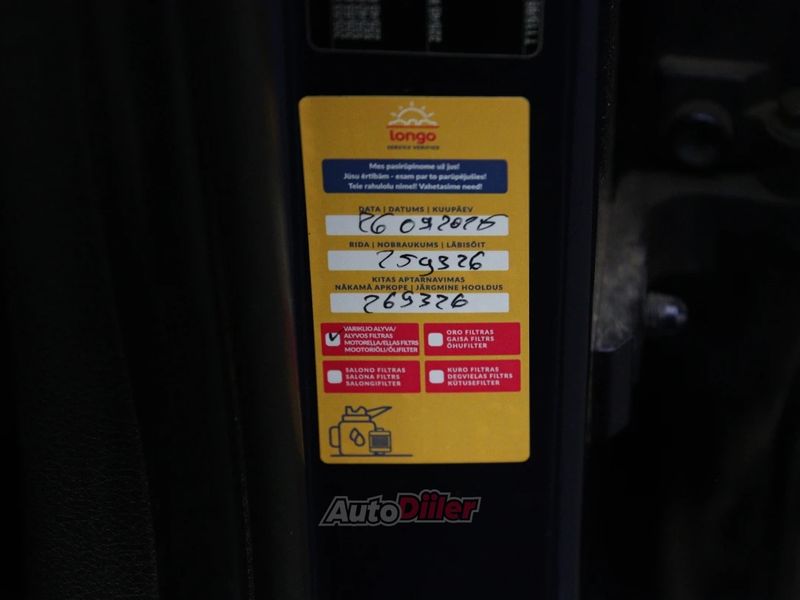 longo
SERVICE VERIFIED
Mes pasirūpinome už jus!
Jūsu ērtībām - esam par to parūpējušies!
Teie rahulolu nimel! Vahetasime need!
DATA | DATUMS | KUUPÄEV
26 09 2025
RIDA | NOBRAUKUMS | LÄBISÕIT
259326
KITAS APTARNAVIMAS
NĀKAMĀ APKOPE | JÄRGMINE HOOLDUS
269326
VARIKLIO ALYVA/
ALYVOS FILTRAS
MOTOREĻĻA/EĻĻAS FILTRS
MOOTORIÕLI/ÕLIFILTER
ORO FILTRAS
GAISA FILTRS
ÕHUFILTER
SALONO FILTRAS
SALONA FILTRS
SALONGIFILTER
KURO FILTRAS
DEGVIELAS FILTRS
KÜTUSEFILTER
AutoDiiler